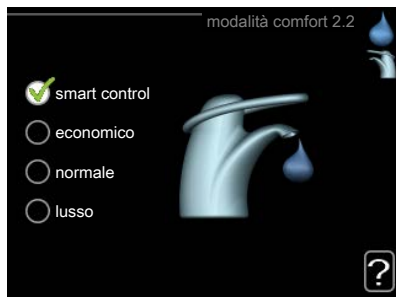 modalità comfort 2.2
smart control
economico
normale
lusso
?